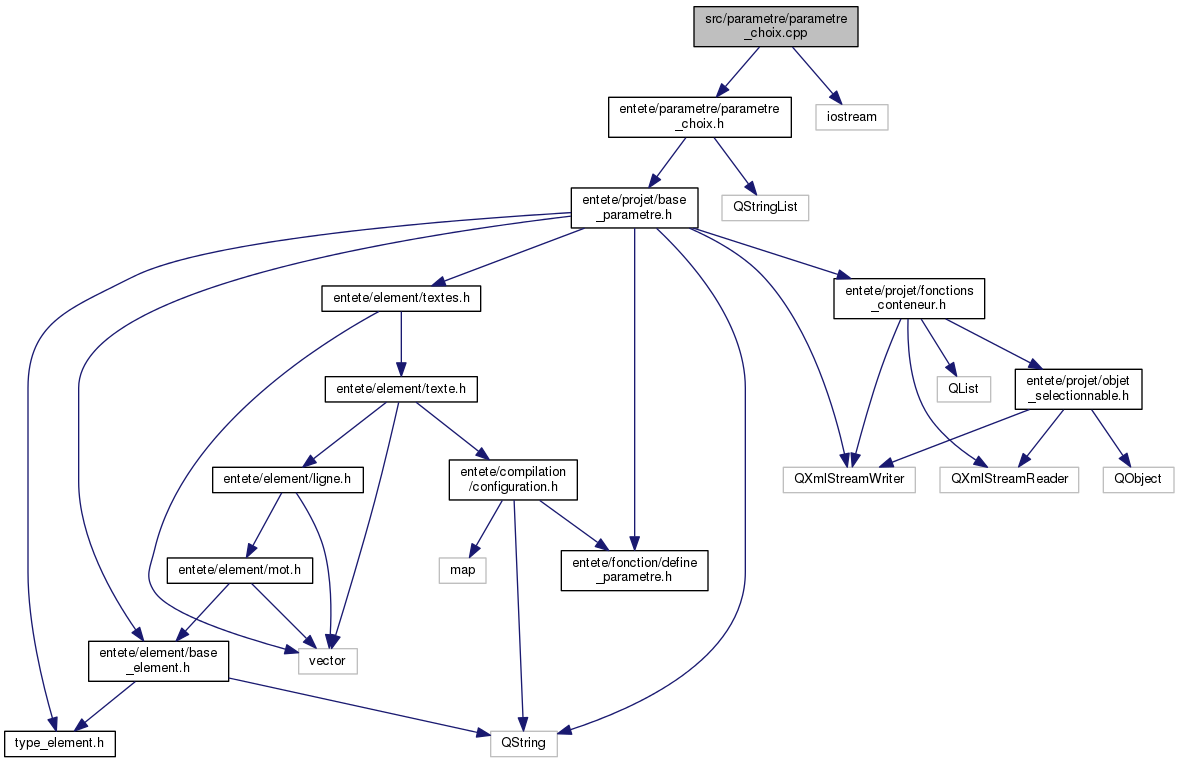 src/parametre/parametre
_choix.cpp
entete/parametre/parametre
_choix.h
iostream
entete/projet/base
_parametre.h
QStringList
entete/element/textes.h
entete/projet/fonctions
_conteneur.h
entete/element/texte.h
QList
entete/projet/objet
_selectionnable.h
entete/element/ligne.h
entete/compilation
/configuration.h
QXmlStreamWriter
QXmlStreamReader
QObject
entete/element/mot.h
map
entete/fonction/define
_parametre.h
entete/element/base
_element.h
vector
type_element.h
QString